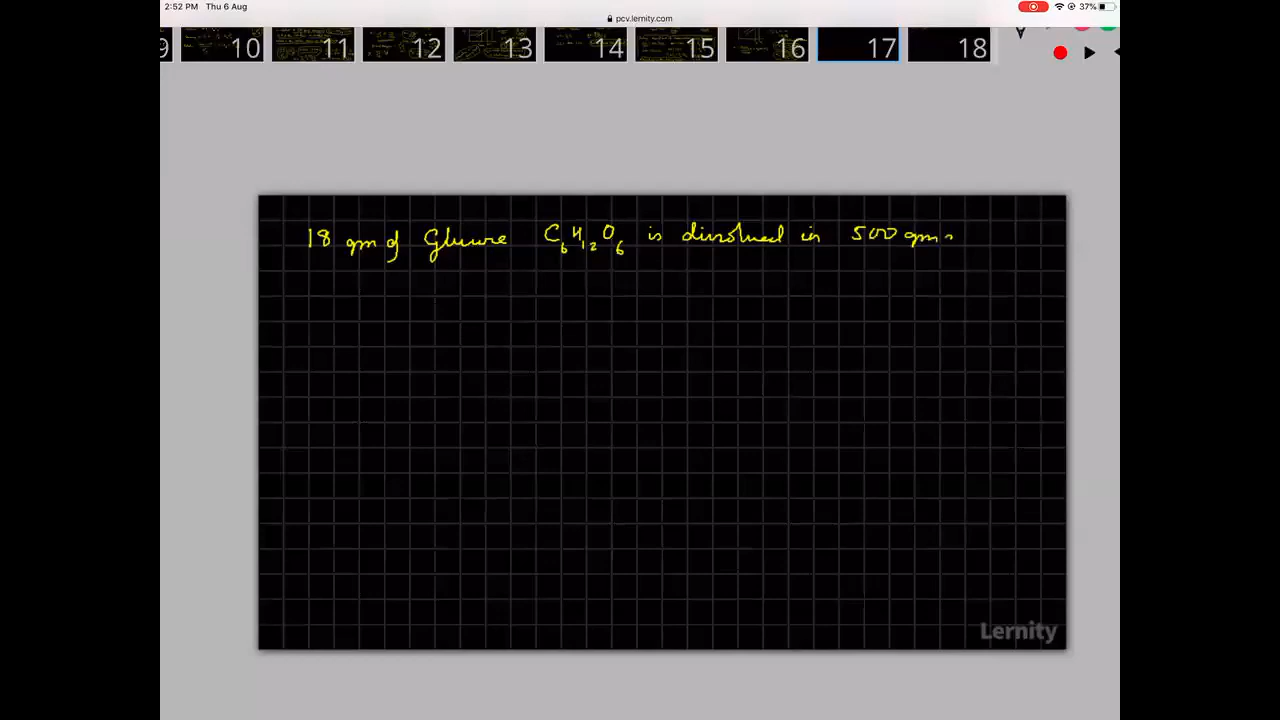 2:52 PM Thu 6 Aug
37%
pcv.lernity.com
9 10 11 12 13 14 15 16 17 18
18 gm of Glucose C6H12O6 is dissolved in 500 gm
Lernity